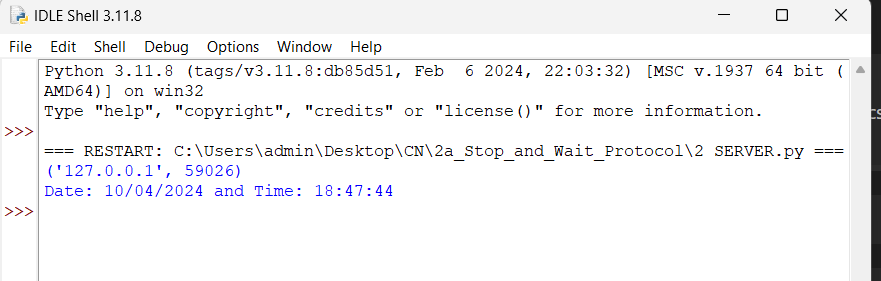 IDLE Shell 3.11.8
File Edit Shell Debug Options Window Help
Python 3.11.8 (tags/v3.11.8:db85d51, Feb  6 2024, 22:03:32) [MSC v.1937 64 bit (
AMD64)] on win32
Type "help", "copyright", "credits" or "license()" for more information.
>>>
=== RESTART: C:\Users\admin\Desktop\CN\2a_Stop_and_Wait_Protocol\2 SERVER.py ===
('127.0.0.1', 59026)
Date: 10/04/2024 and Time: 18:47:44
>>>